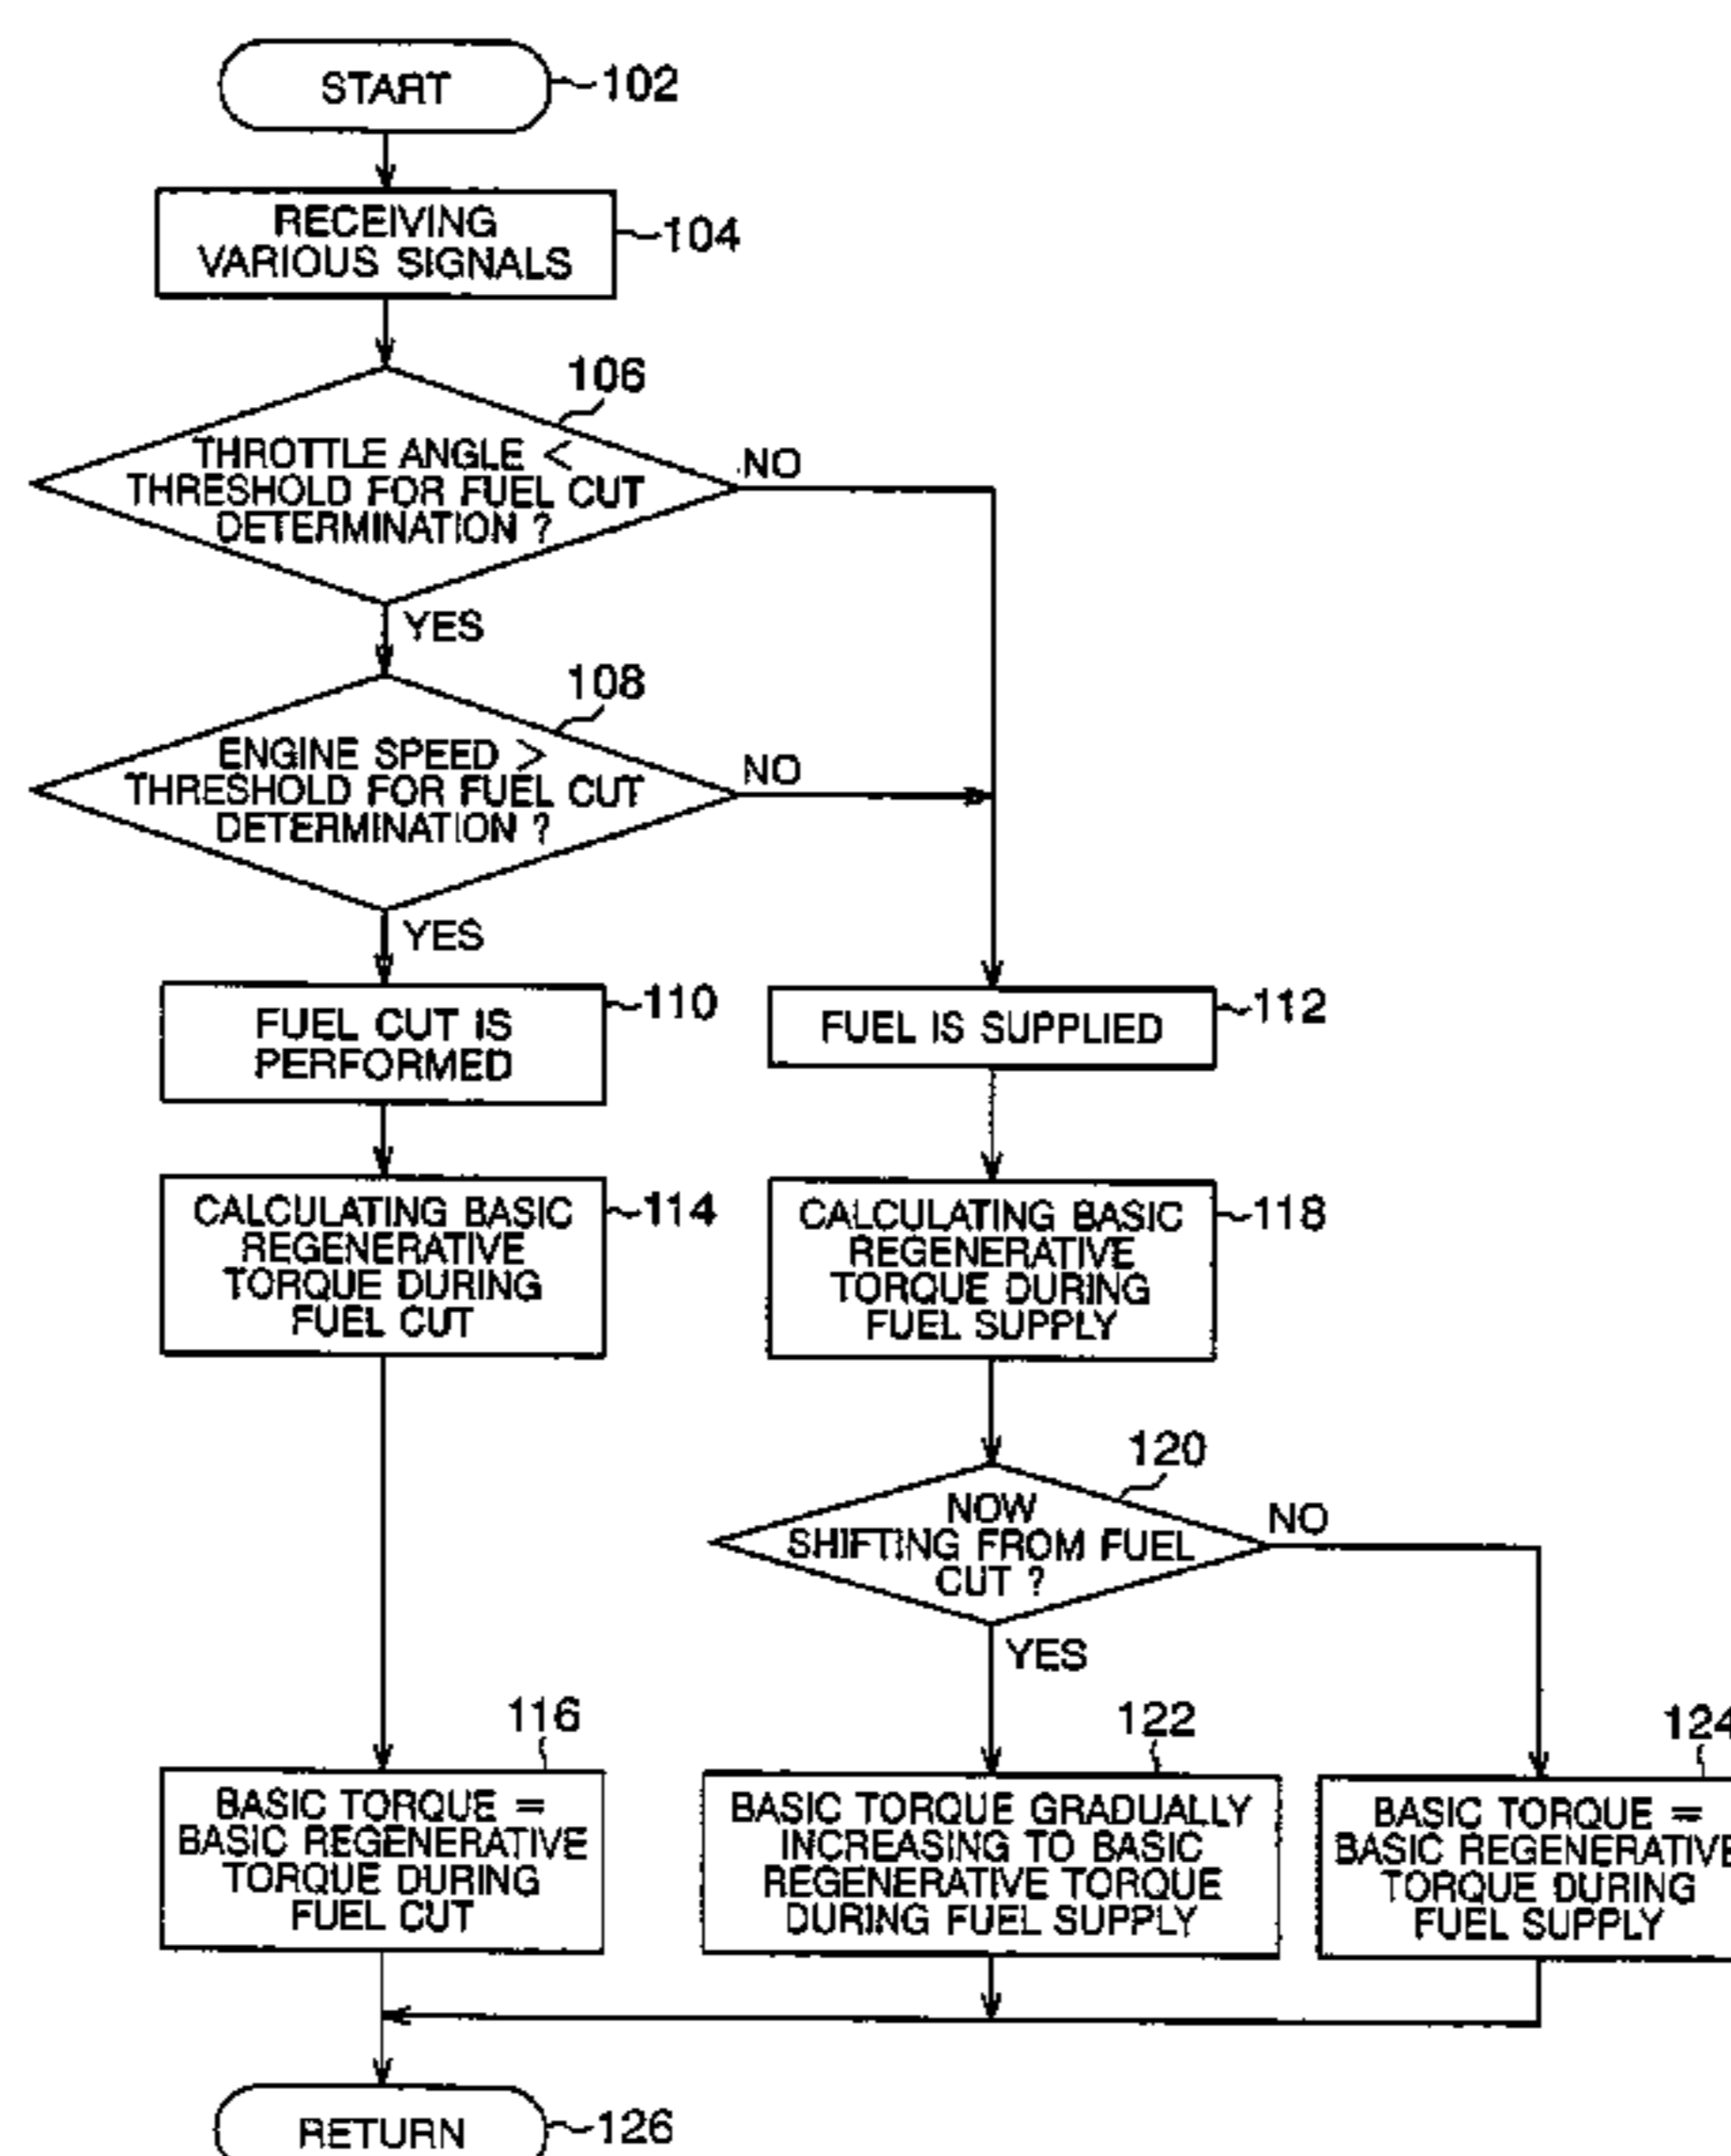 START
102
RECEIVING
VARIOUS SIGNALS
104
106
THROTTLE ANGLE <
THRESHOLD FOR FUEL CUT
DETERMINATION ?
NO
YES
108
ENGINE SPEED >
THRESHOLD FOR FUEL CUT
DETERMINATION ?
NO
YES
FUEL CUT IS
PERFORMED
110
FUEL IS SUPPLIED
112
CALCULATING BASIC
REGENERATIVE
TORQUE DURING
FUEL CUT
114
CALCULATING BASIC
REGENERATIVE
TORQUE DURING
FUEL SUPPLY
118
120
NOW
SHIFTING FROM FUEL
CUT ?
NO
YES
116
BASIC TORQUE =
BASIC REGENERATIVE
TORQUE DURING
FUEL CUT
122
BASIC TORQUE GRADUALLY
INCREASING TO BASIC
REGENERATIVE TORQUE
DURING FUEL SUPPLY
124
BASIC TORQUE =
BASIC REGENERATIVE
TORQUE DURING
FUEL SUPPLY
RETURN
126